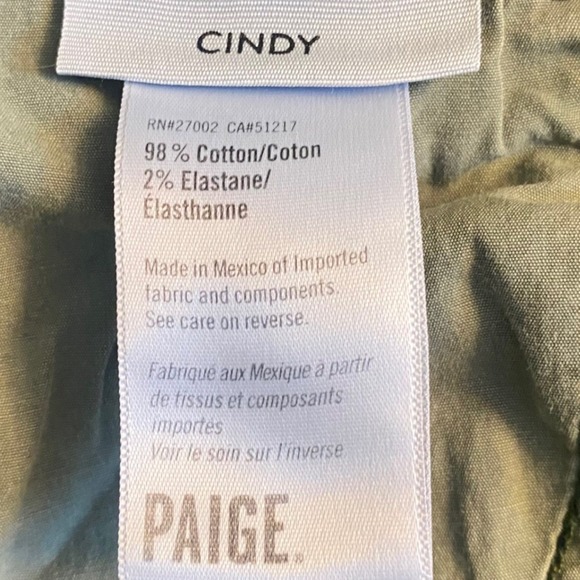 CINDY
RN#27002 CA#51217
98% Cotton/Coton
2% Elastane/
Élasthanne
Made in Mexico of Imported
fabric and components.
See care on reverse.
Fabriqué aux Mexique à partir
de tissus et composants
importés
Voir le soin sur l'inverse
PAIGE®